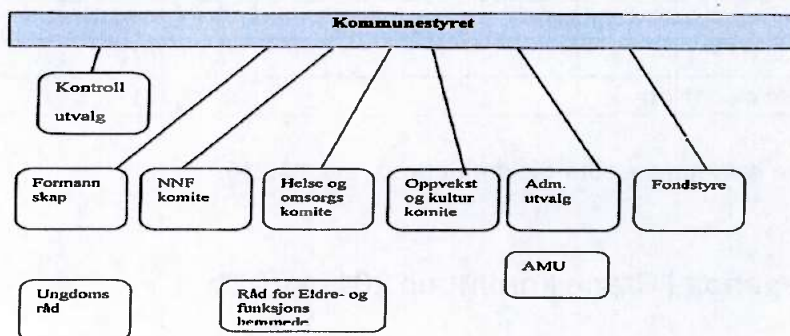 Kommunestyret
Kontroll
utvalg
Formann
skap
NNF
komite
Helse og
omsorgs
komite
Oppvekst
og kultur
komite
Adm.
utvalg
Fondstyre
AMU
Ungdoms
råd
Råd for Eldre- og
funksjons
hemmede